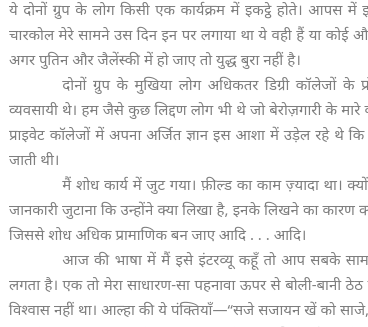 ये दोनों ग्रुप के लोग किसी एक कार्यक्रम में इकट्ठे होते। आपस में
चारकोल मेरे सामने उस दिन इन पर लगाया था ये वही हैं या कोई
अगर पुतिन और जैलेंस्की में हो जाए तो युद्ध बुरा नहीं है।
दोनों ग्रुप के मुखिया लोग अधिकतर डिग्री कॉलेजों के
व्यवसायी थे। हम जैसे कुछ लिद्दण लोग भी थे जो बेरोज़गारी के मारे
प्राइवेट कॉलेजों में अपना अर्जित ज्ञान इस आशा में उड़ेल रहे थे कि
जाती थी।
मैं शोध कार्य में जुट गया। फ़ील्ड का काम ज़्यादा था।
जानकारी जुटाना कि उन्होंने क्या लिखा है, इनके लिखने का कारण
जिससे शोध अधिक प्रामाणिक बन जाए आदि . . . आदि।
आज की भाषा में मैं इसे इंटरव्यू कहूँ तो आप सबके
लगता है। एक तो मेरा साधारण-सा पहनावा ऊपर से बोली-बानी ठेठ
विश्वास नहीं था। आल्हा की ये पंक्तियाँ—“सजे सजायन खें को साजे,